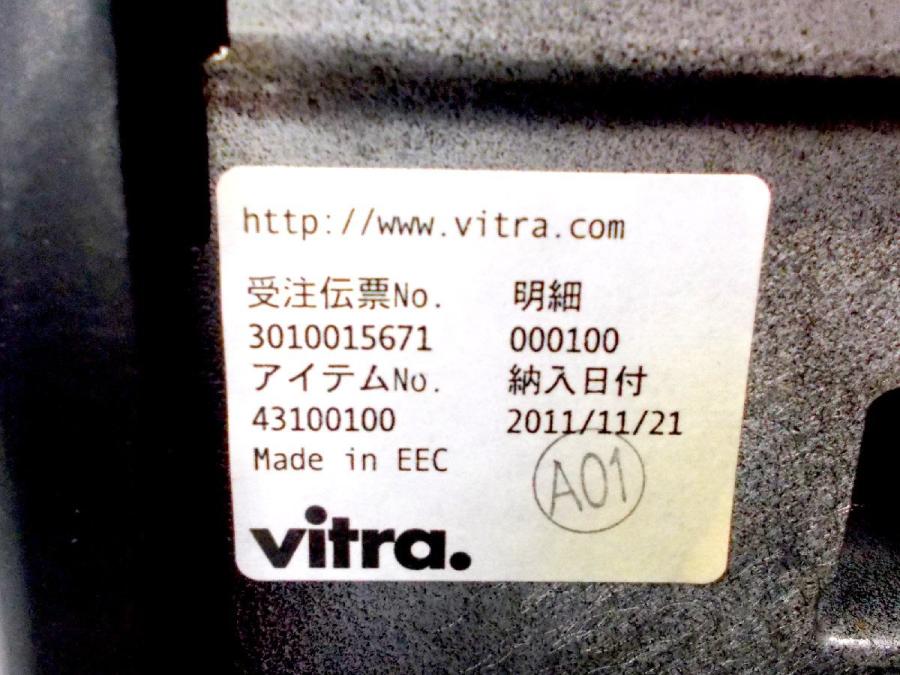 http://www.vitra.com
受注伝票No. 明細
3010015671 000100
アイテムNo. 納入日付
43100100 2011/11/21
Made in EEC
A01
vitra.